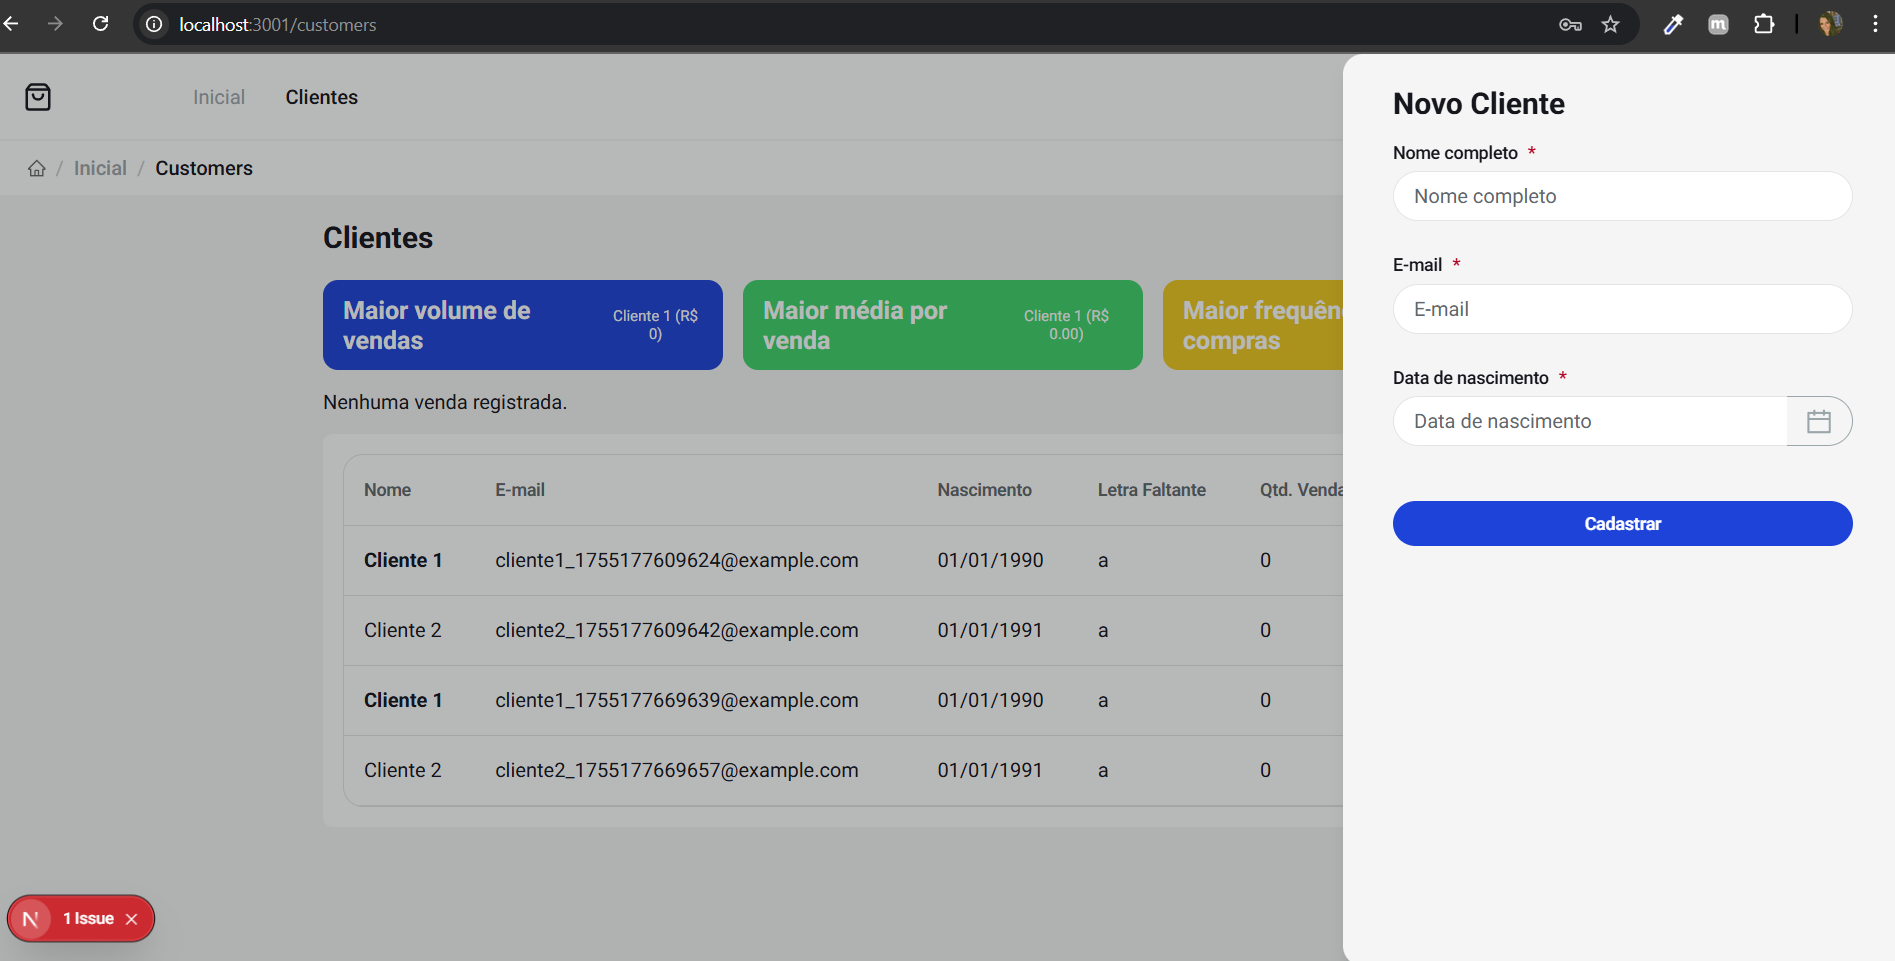 localhost:3001/customers
Inicial Clientes
/ Inicial / Customers
Clientes
Maior volume de
vendas
Cliente 1 (R$
0)
Maior média por
venda
Cliente 1 (R$
0.00)
Maior frequên
compras
Nenhuma venda registrada.
Nome E-mail Nascimento Letra Faltante Qtd. Venda
Cliente 1 cliente1_1755177609624@example.com 01/01/1990 a 0
Cliente 2 cliente2_1755177609642@example.com 01/01/1991 a 0
Cliente 1 cliente1_1755177669639@example.com 01/01/1990 a 0
Cliente 2 cliente2_1755177669657@example.com 01/01/1991 a 0
N 1 Issue
Novo Cliente
Nome completo *
Nome completo
E-mail *
E-mail
Data de nascimento *
Data de nascimento
Cadastrar